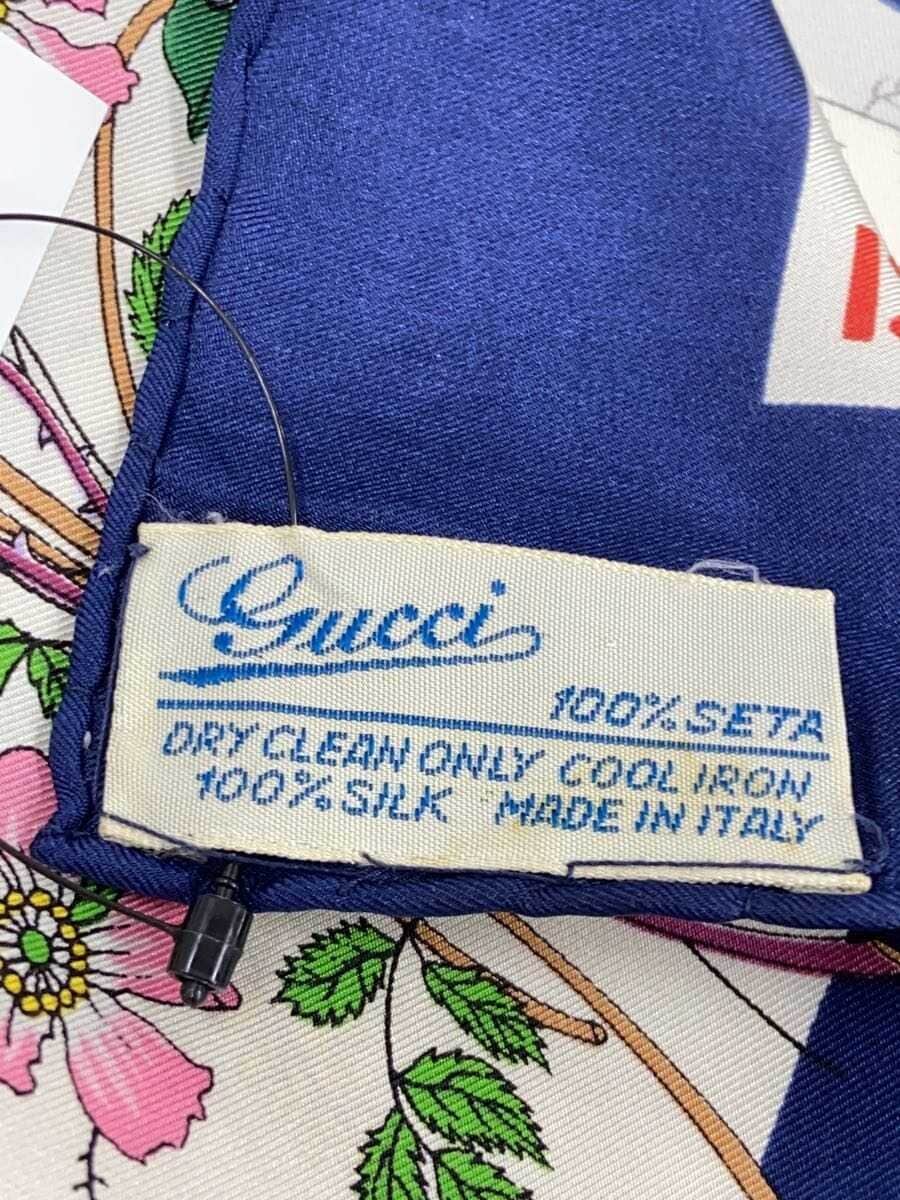 Gucci
100% SETA
DRY CLEAN ONLY COOL IRON
100% SILK MADE IN ITALY